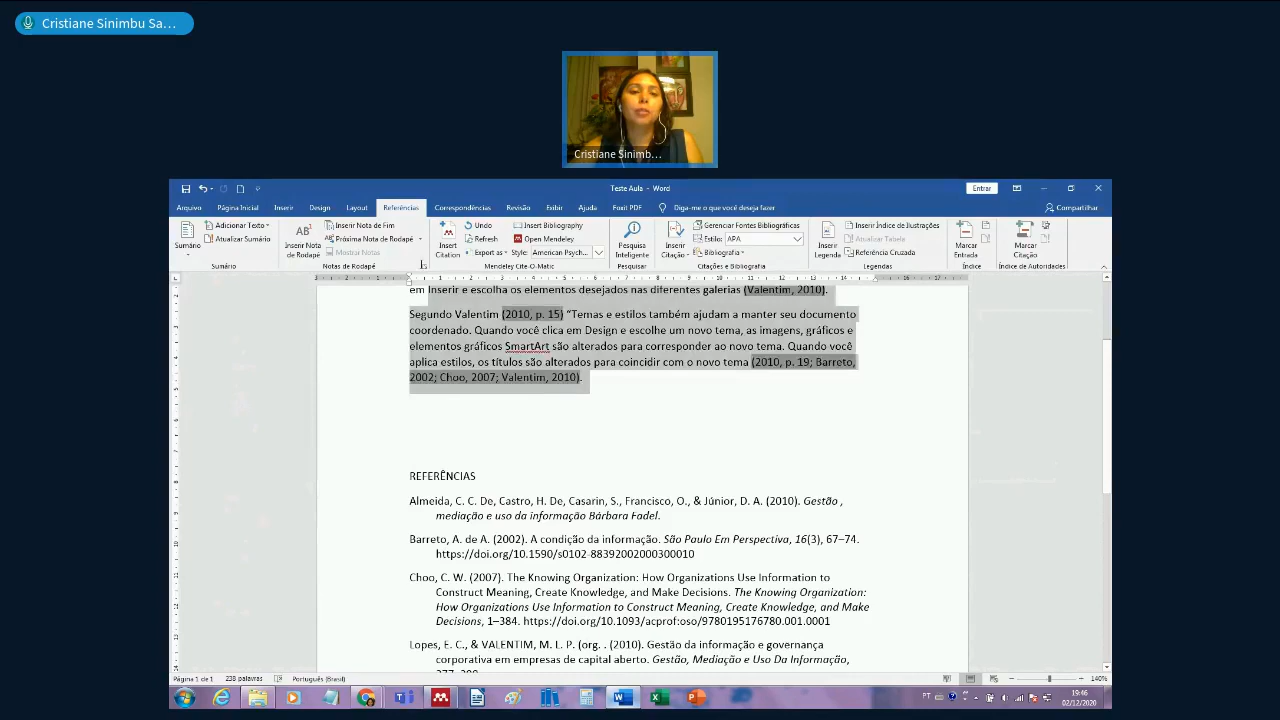 Cristiane Sinimbu Sa...
Cristiane Sinimb...
Teste Aula - Word
Entrar
Arquivo Página Inicial Inserir Design Layout Referências Correspondências Revisão Exibir Ajuda Foxit PDF Diga-me o que você deseja fazer Compartilhar
Sumário
Adicionar Texto
Atualizar Sumário
Sumário
Inserir Nota de Rodapé
Inserir Nota de Fim
Próxima Nota de Rodapé
Mostrar Notas
Notas de Rodapé
Insert Citation
Undo
Refresh
Export as
Insert Bibliography
Open Mendeley
Style: American Psych...
Mendeley Cite-O-Matic
Pesquisa Inteligente
Pesquisar
Inserir Citação
Gerenciar Fontes Bibliográficas
Estilo: APA
Bibliografia
Citações e Bibliografia
Inserir Legenda
Inserir Índice de Ilustrações
Atualizar Tabela
Referência Cruzada
Legendas
Marcar Entrada
Índice
Marcar Citação
Índice de Autoridades
em Inserir e escolha os elementos desejados nas diferentes galerias (Valentim, 2010).
Segundo Valentim (2010, p. 15) “Temas e estilos também ajudam a manter seu documento
coordenado. Quando você clica em Design e escolhe um novo tema, as imagens, gráficos e
elementos gráficos SmartArt são alterados para corresponder ao novo tema. Quando você
aplica estilos, os títulos são alterados para coincidir com o novo tema (2010, p. 19; Barreto,
2002; Choo, 2007; Valentim, 2010).
REFERÊNCIAS
Almeida, C. C. De, Castro, H. De, Casarin, S., Francisco, O., & Júnior, D. A. (2010). Gestão ,
mediação e uso da informação Bárbara Fadel.
Barreto, A. de A. (2002). A condição da informação. São Paulo Em Perspectiva, 16(3), 67–74.
https://doi.org/10.1590/s0102-88392002000300010
Choo, C. W. (2007). The Knowing Organization: How Organizations Use Information to
Construct Meaning, Create Knowledge, and Make Decisions. The Knowing Organization:
How Organizations Use Information to Construct Meaning, Create Knowledge, and Make
Decisions, 1–384. https://doi.org/10.1093/acprof:oso/9780195176780.001.0001
Lopes, E. C., & VALENTIM, M. L. P. (org. . (2010). Gestão da informação e governança
corporativa em empresas de capital aberto. Gestão, Mediação e Uso Da Informação,
Página 1 de 1 238 palavras Português (Brasil) 140%
PT 19:46
02/12/2020